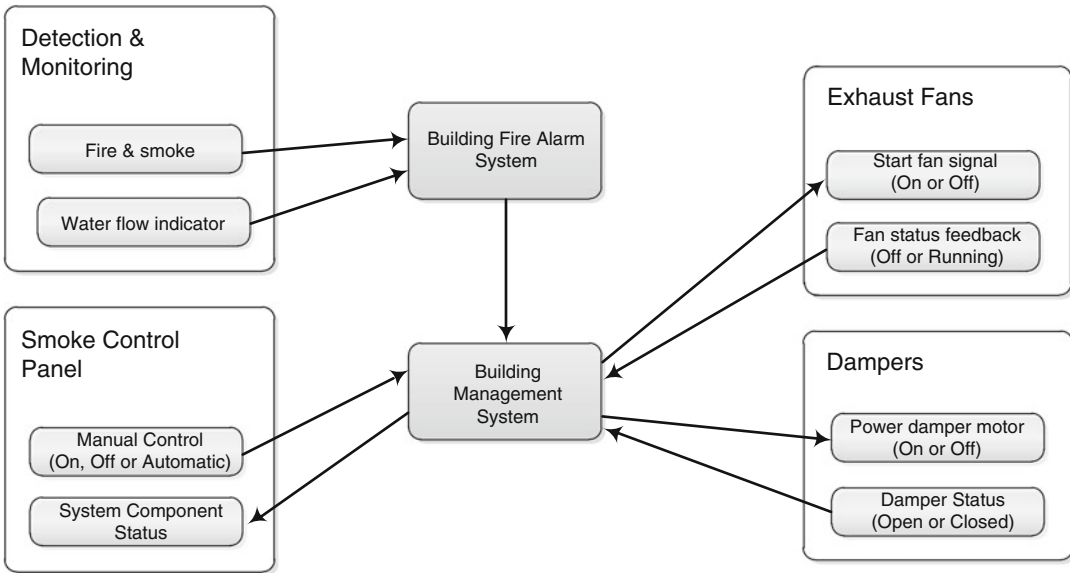 Detection &
Monitoring
Fire & smoke
Water flow indicator
Building Fire Alarm
System
Exhaust Fans
Start fan signal
(On or Off)
Fan status feedback
(Off or Running)
Smoke Control
Panel
Manual Control
(On, Off or Automatic)
System Component
Status
Building
Management
System
Dampers
Power damper motor
(On or Off)
Damper Status
(Open or Closed)